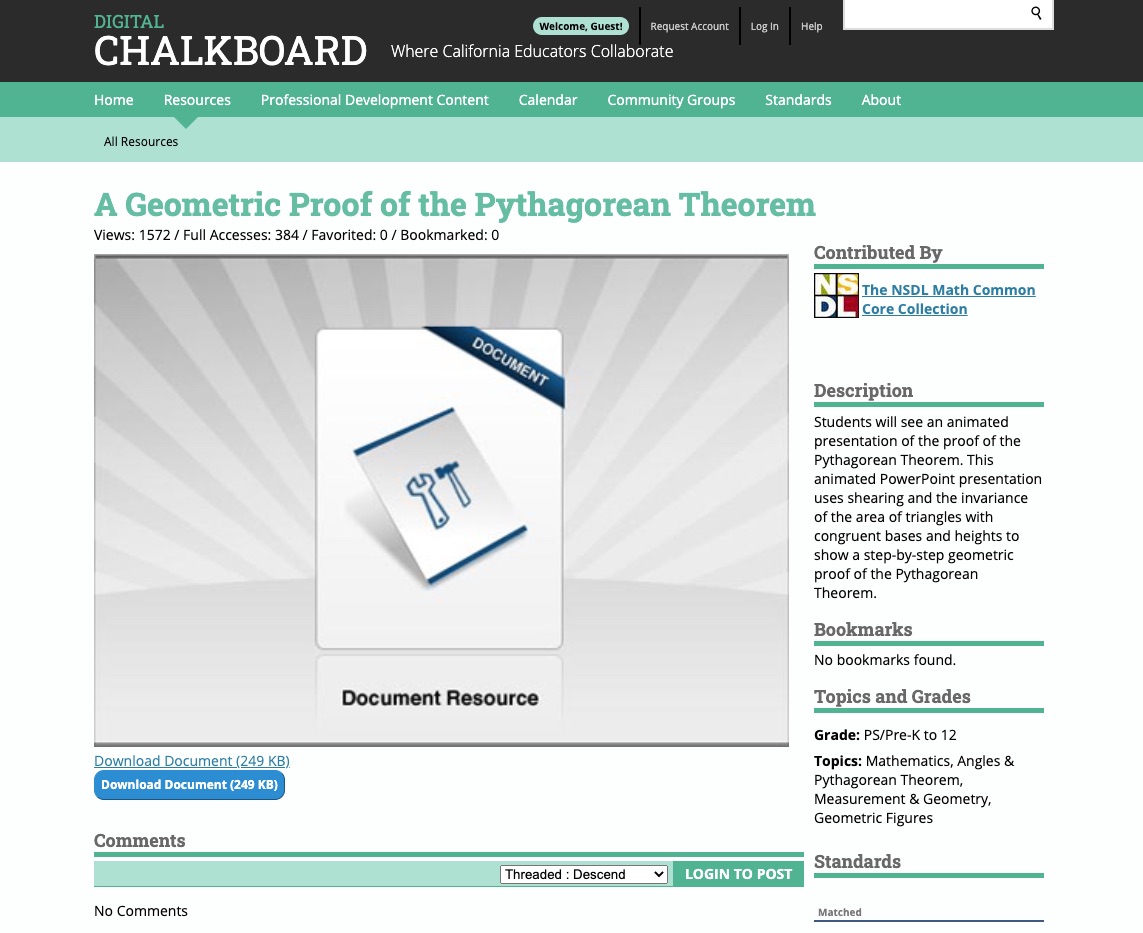 DIGITAL
CHALKBOARD
Where California Educators Collaborate
Welcome, Guest!
Request Account
Log In
Help
Home
Resources
Professional Development Content
Calendar
Community Groups
Standards
About
All Resources
A Geometric Proof of the Pythagorean Theorem
Views: 1572 / Full Accesses: 384 / Favorited: 0 / Bookmarked: 0
DOCUMENT
Document Resource
Download Document (249 KB)
Download Document (249 KB)
Comments
Threaded : Descend
LOGIN TO POST
No Comments
Contributed By
NS
DL
The NSDL Math Common
Core Collection
Description
Students will see an animated
presentation of the proof of the
Pythagorean Theorem. This
animated PowerPoint presentation
uses shearing and the invariance
of the area of triangles with
congruent bases and heights to
show a step-by-step geometric
proof of the Pythagorean
Theorem.
Bookmarks
No bookmarks found.
Topics and Grades
Grade: PS/Pre-K to 12
Topics: Mathematics, Angles &
Pythagorean Theorem,
Measurement & Geometry,
Geometric Figures
Standards
Matched